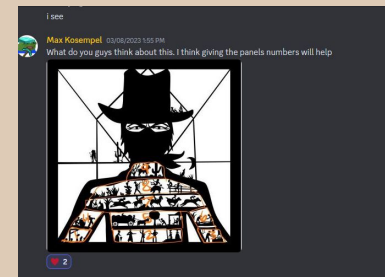 i see
Max Kosempel 03/08/2023 1:55 PM
What do you guys think about this. I think giving the panels numbers will help
2